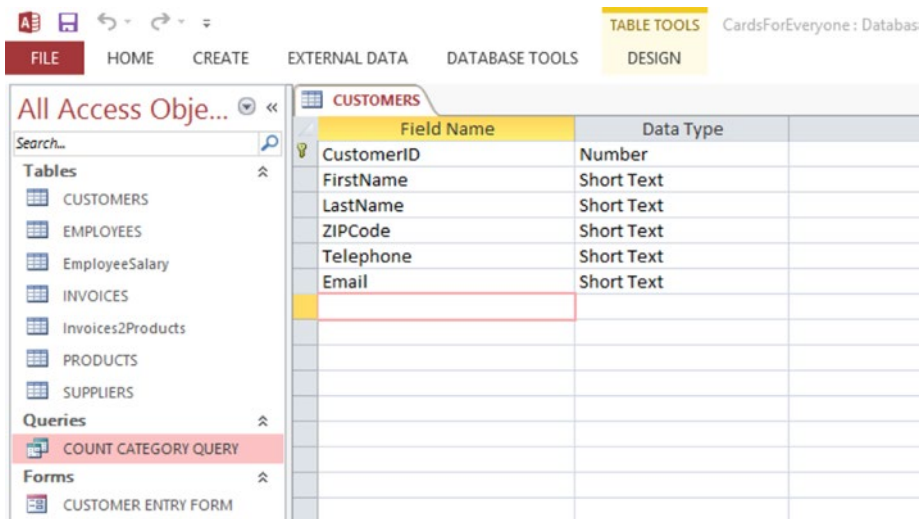 TABLE TOOLS CardsForEveryone : Databas
FILE HOME CREATE EXTERNAL DATA DATABASE TOOLS DESIGN
All Access Obje... «
Search...
Tables
CUSTOMERS
EMPLOYEES
EmployeeSalary
INVOICES
Invoices2Products
PRODUCTS
SUPPLIERS
Queries
COUNT CATEGORY QUERY
Forms
CUSTOMER ENTRY FORM
CUSTOMERS
Field Name Data Type
CustomerID Number
FirstName Short Text
LastName Short Text
ZIPCode Short Text
Telephone Short Text
Email Short Text